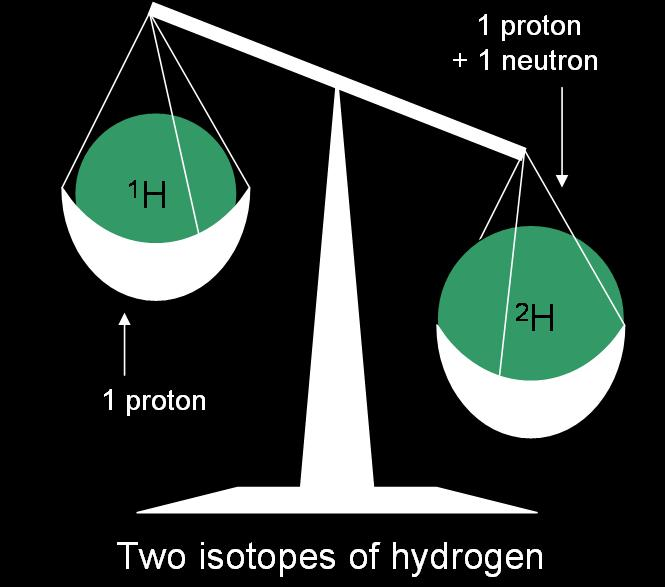 1 proton
+ 1 neutron
¹H
²H
1 proton
Two isotopes of hydrogen